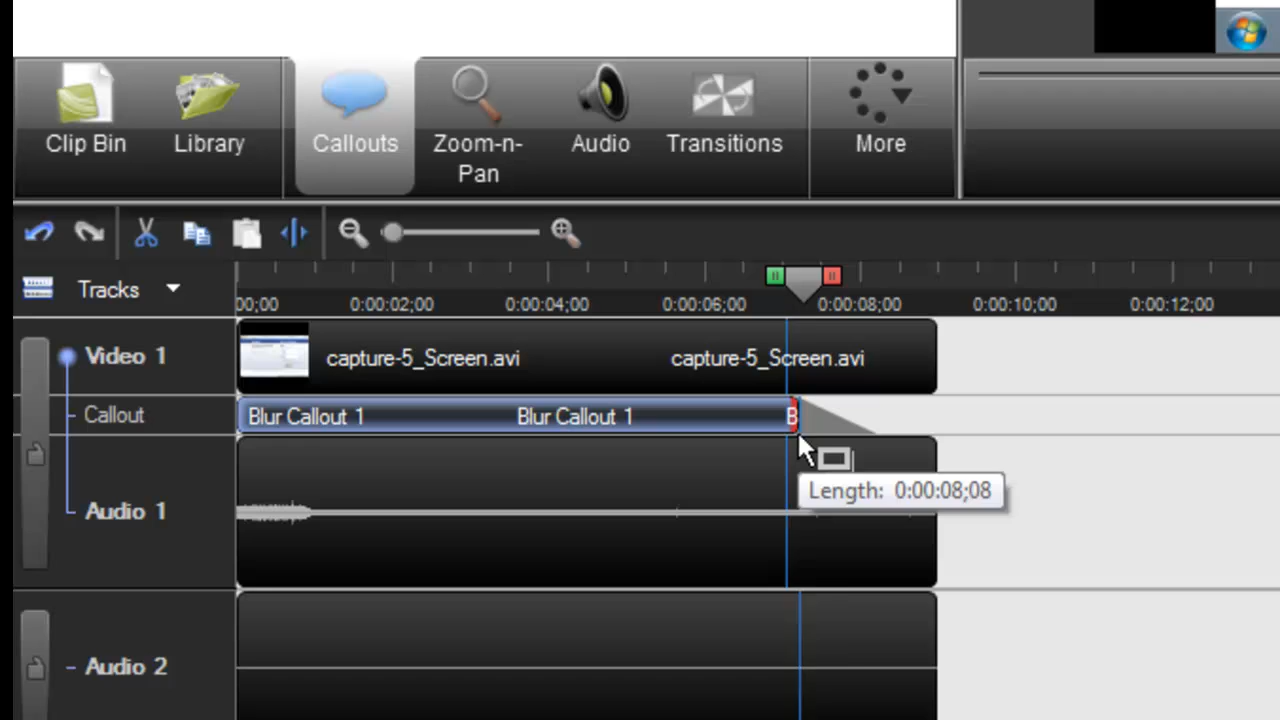 Clip Bin
Library
Callouts
Zoom-n-
Pan
Audio
Transitions
More
Tracks
00;00
0:00:02;00
0:00:04;00
0:00:06;00
0:00:08;00
0:00:10;00
0:00:12;00
Video 1
capture-5_Screen.avi
capture-5_Screen.avi
Callout
Blur Callout 1
Blur Callout 1
B
Length: 0:00:08;08
Audio 1
Audio 2